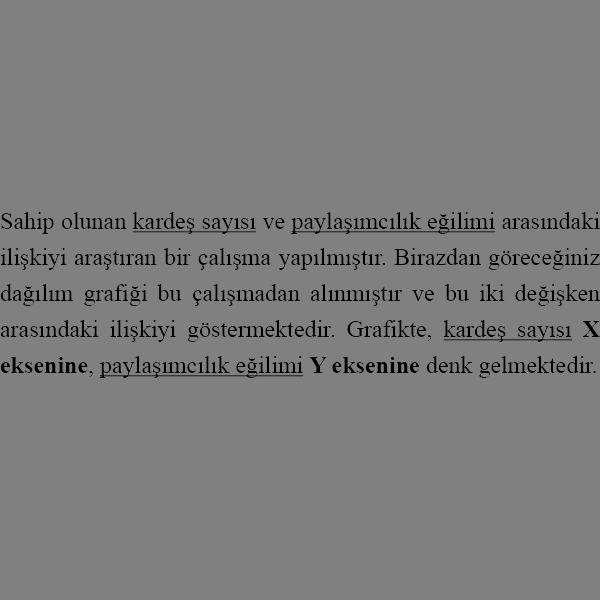 Sahip olunan kardeş sayısı ve paylaşımcılık eğilimi arasındaki
ilişkiyi araştıran bir çalışma yapılmıştır. Birazdan göreceğiniz
dağılım grafiği bu çalışmadan alınmıştır ve bu iki değişken
arasındaki ilişkiyi göstermektedir. Grafikte, kardeş sayısı X
eksenine, paylaşımcılık eğilimi Y eksenine denk gelmektedir.